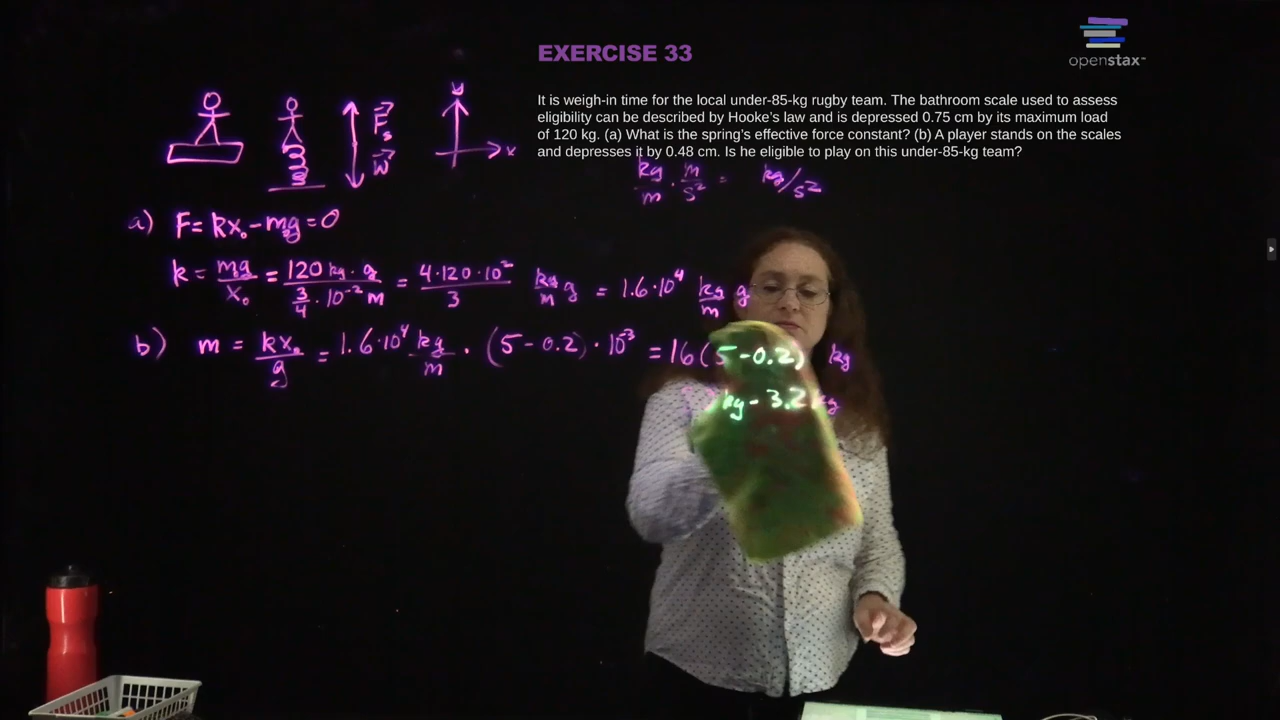 EXERCISE 33
openstax™
It is weigh-in time for the local under-85-kg rugby team. The bathroom scale used to assess
eligibility can be described by Hooke's law and is depressed 0.75 cm by its maximum load
of 120 kg. (a) What is the spring's effective force constant? (b) A player stands on the scales
and depresses it by 0.48 cm. Is he eligible to play on this under-85-kg team?
F⃗s
w⃗
y
x
kg/m · m/s² = kg/s²
a) F = kx₀ - mg = 0
k = m₀g/x₀ = 120 kg · g / (3/4 · 10⁻² m) = 4·120·10² / 3 kg/m g = 1.6·10⁴ kg/m g
b) m = kx₀/g = 1.6·10⁴ kg/m · (5 - 0.2) · 10⁻³ = 16 (5 - 0.2) kg
kg - 3.2 kg